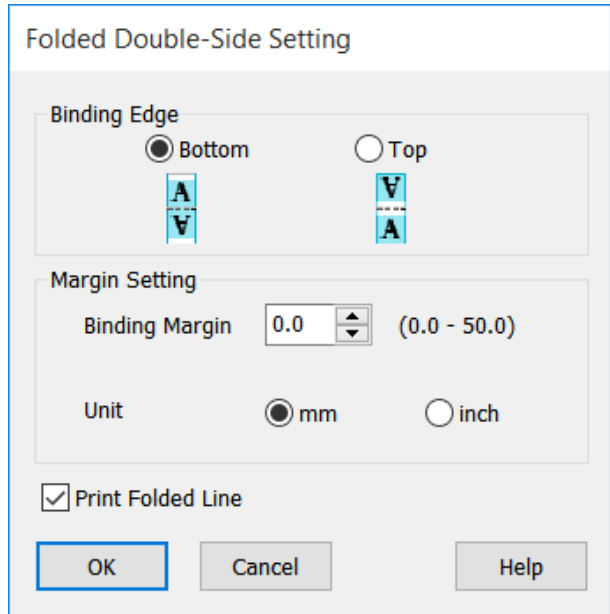 Folded Double-Side Setting
Binding Edge
Bottom Top
A A
A A
Margin Setting
Binding Margin 0.0 (0.0 - 50.0)
Unit mm inch
Print Folded Line
OK Cancel Help